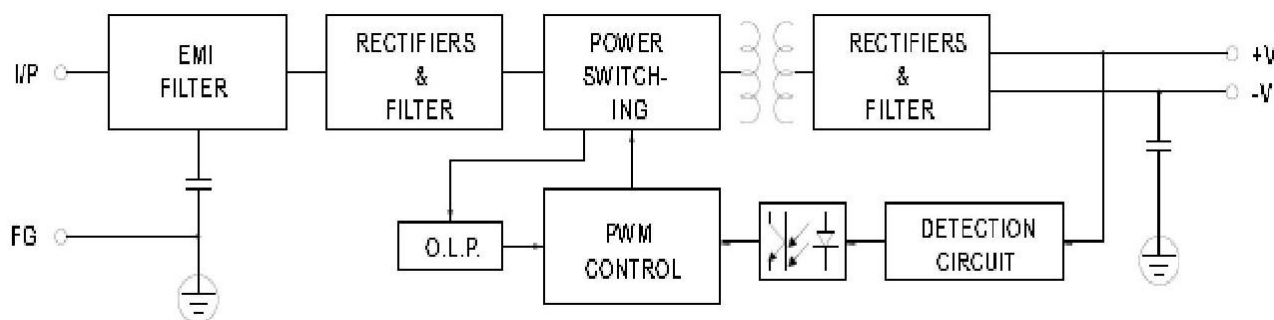 I/P
EMI
FILTER
RECTIFIERS
&
FILTER
POWER
SWITCH-
ING
RECTIFIERS
&
FILTER
+V
-V
FG
O.L.P.
PWM
CONTROL
DETECTION
CIRCUIT